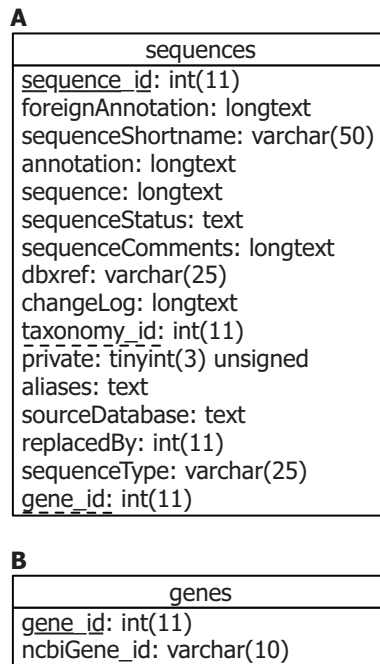 A
sequences
sequence_id: int(11)
foreignAnnotation: longtext
sequenceShortname: varchar(50)
annotation: longtext
sequence: longtext
sequenceStatus: text
sequenceComments: longtext
dbxref: varchar(25)
changeLog: longtext
taxonomy_id: int(11)
private: tinyint(3) unsigned
aliases: text
sourceDatabase: text
replacedBy: int(11)
sequenceType: varchar(25)
gene_id: int(11)
B
genes
gene_id: int(11)
ncbiGene_id: varchar(10)